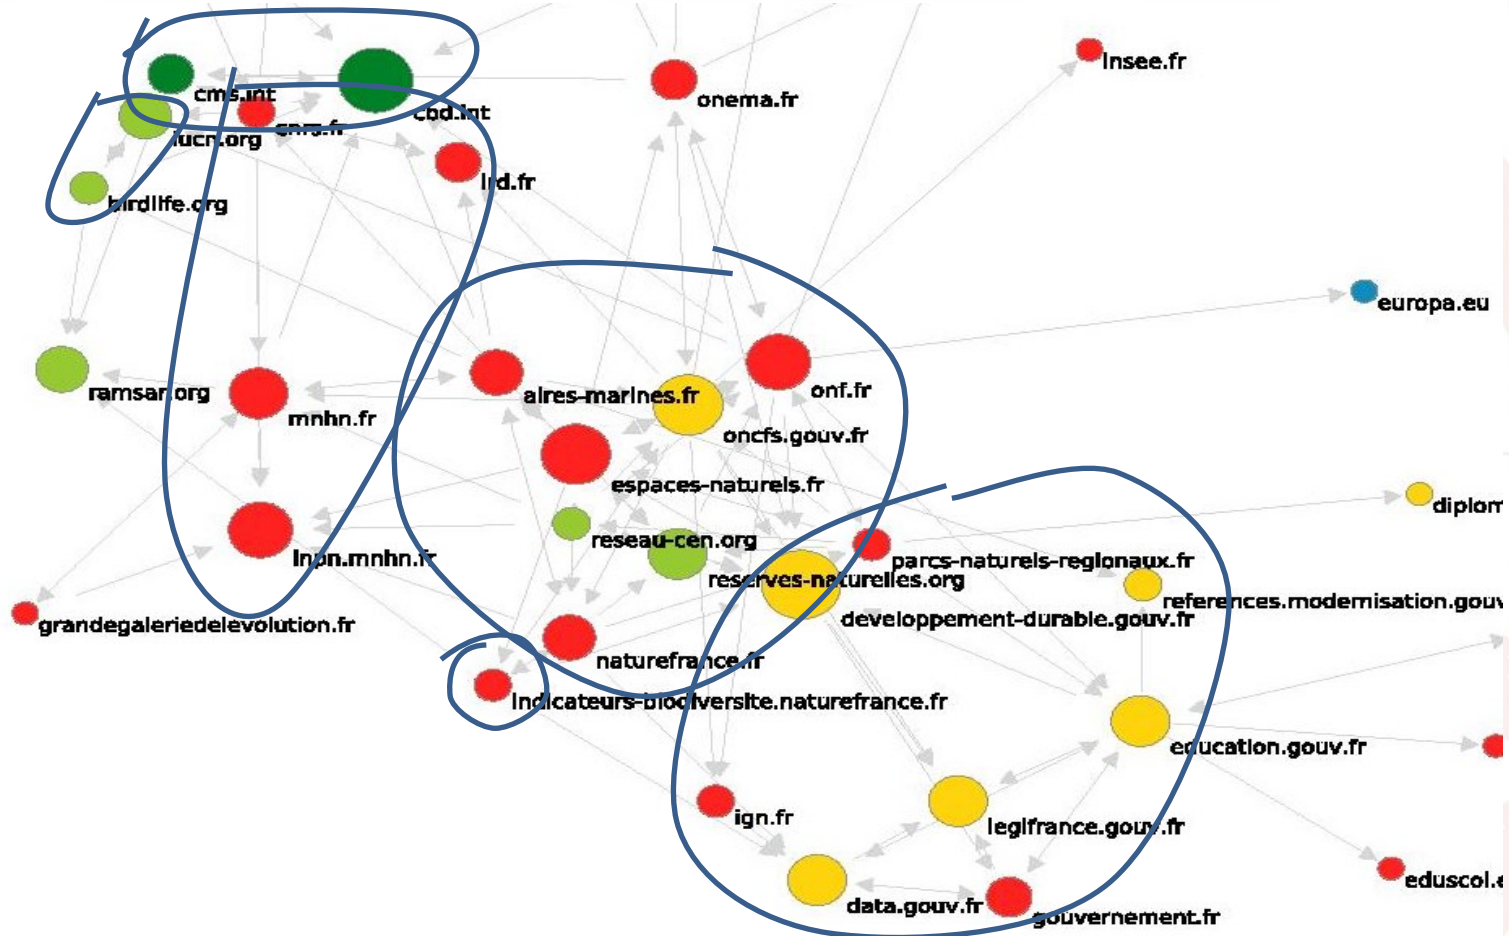 cms.int
cbd.int
iucn.org
cnrs.fr
onema.fr
Insee.fr
ird.fr
birdlife.org
europa.eu
ramsar.org
mnhn.fr
aires-marines.fr
onf.fr
oncfs.gouv.fr
espaces-naturels.fr
diplom
reseau-cen.org
inpn.mnhn.fr
parcs-naturels-regionaux.fr
reserves-naturelles.org
references.modernisation.gouv
developpement-durable.gouv.fr
grandegaleriedelevolution.fr
naturefrance.fr
indicateurs-biodiversite.naturefrance.fr
education.gouv.fr
ign.fr
legifrance.gouv.fr
eduscol.e
data.gouv.fr
gouvernement.fr